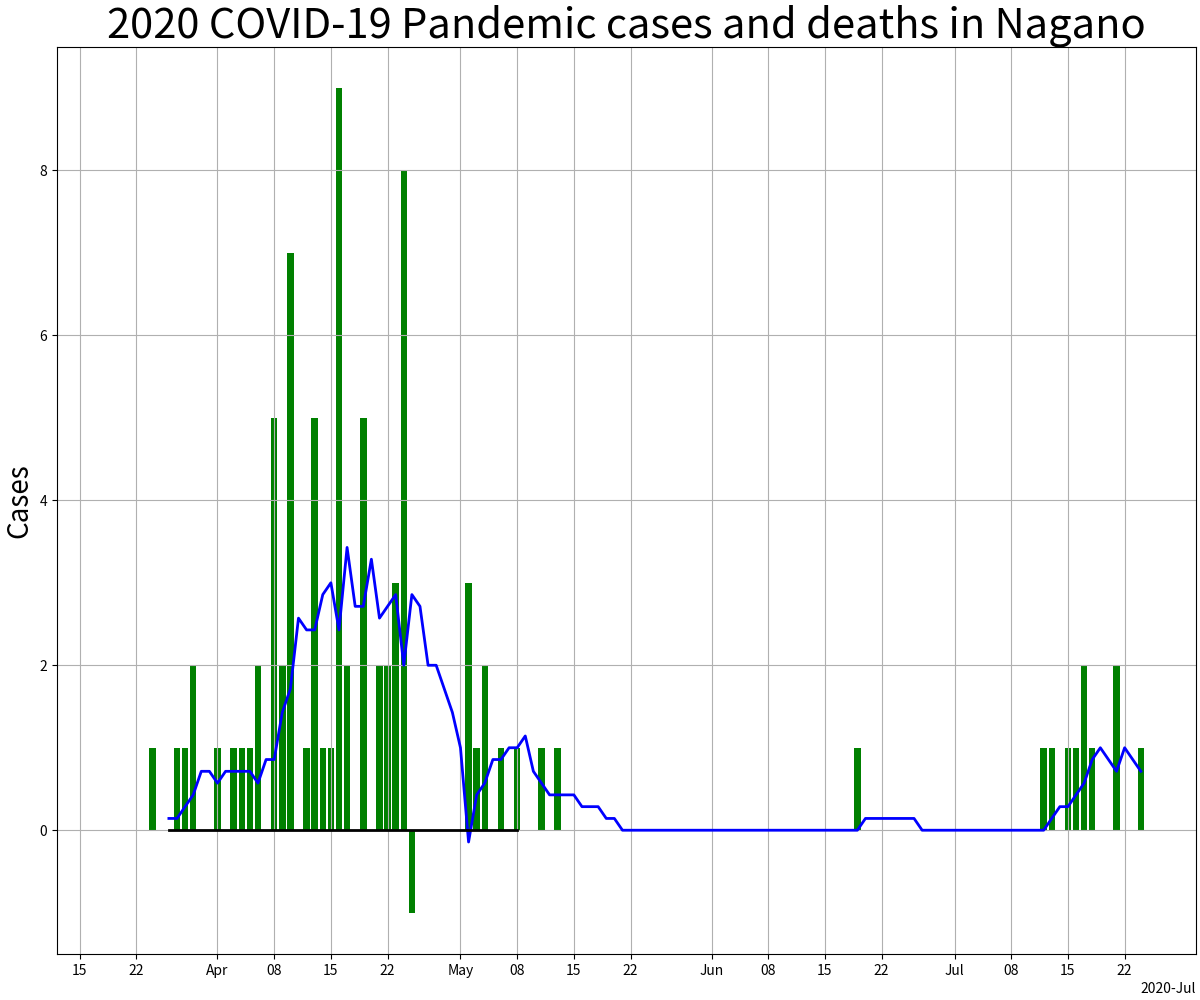 2020 COVID-19 Pandemic cases and deaths in Nagano
Cases
8
6
4
2
0
15 22 Apr 08 15 22 May 08 15 22 Jun 08 15 22 Jul 08 15 22
2020-Jul